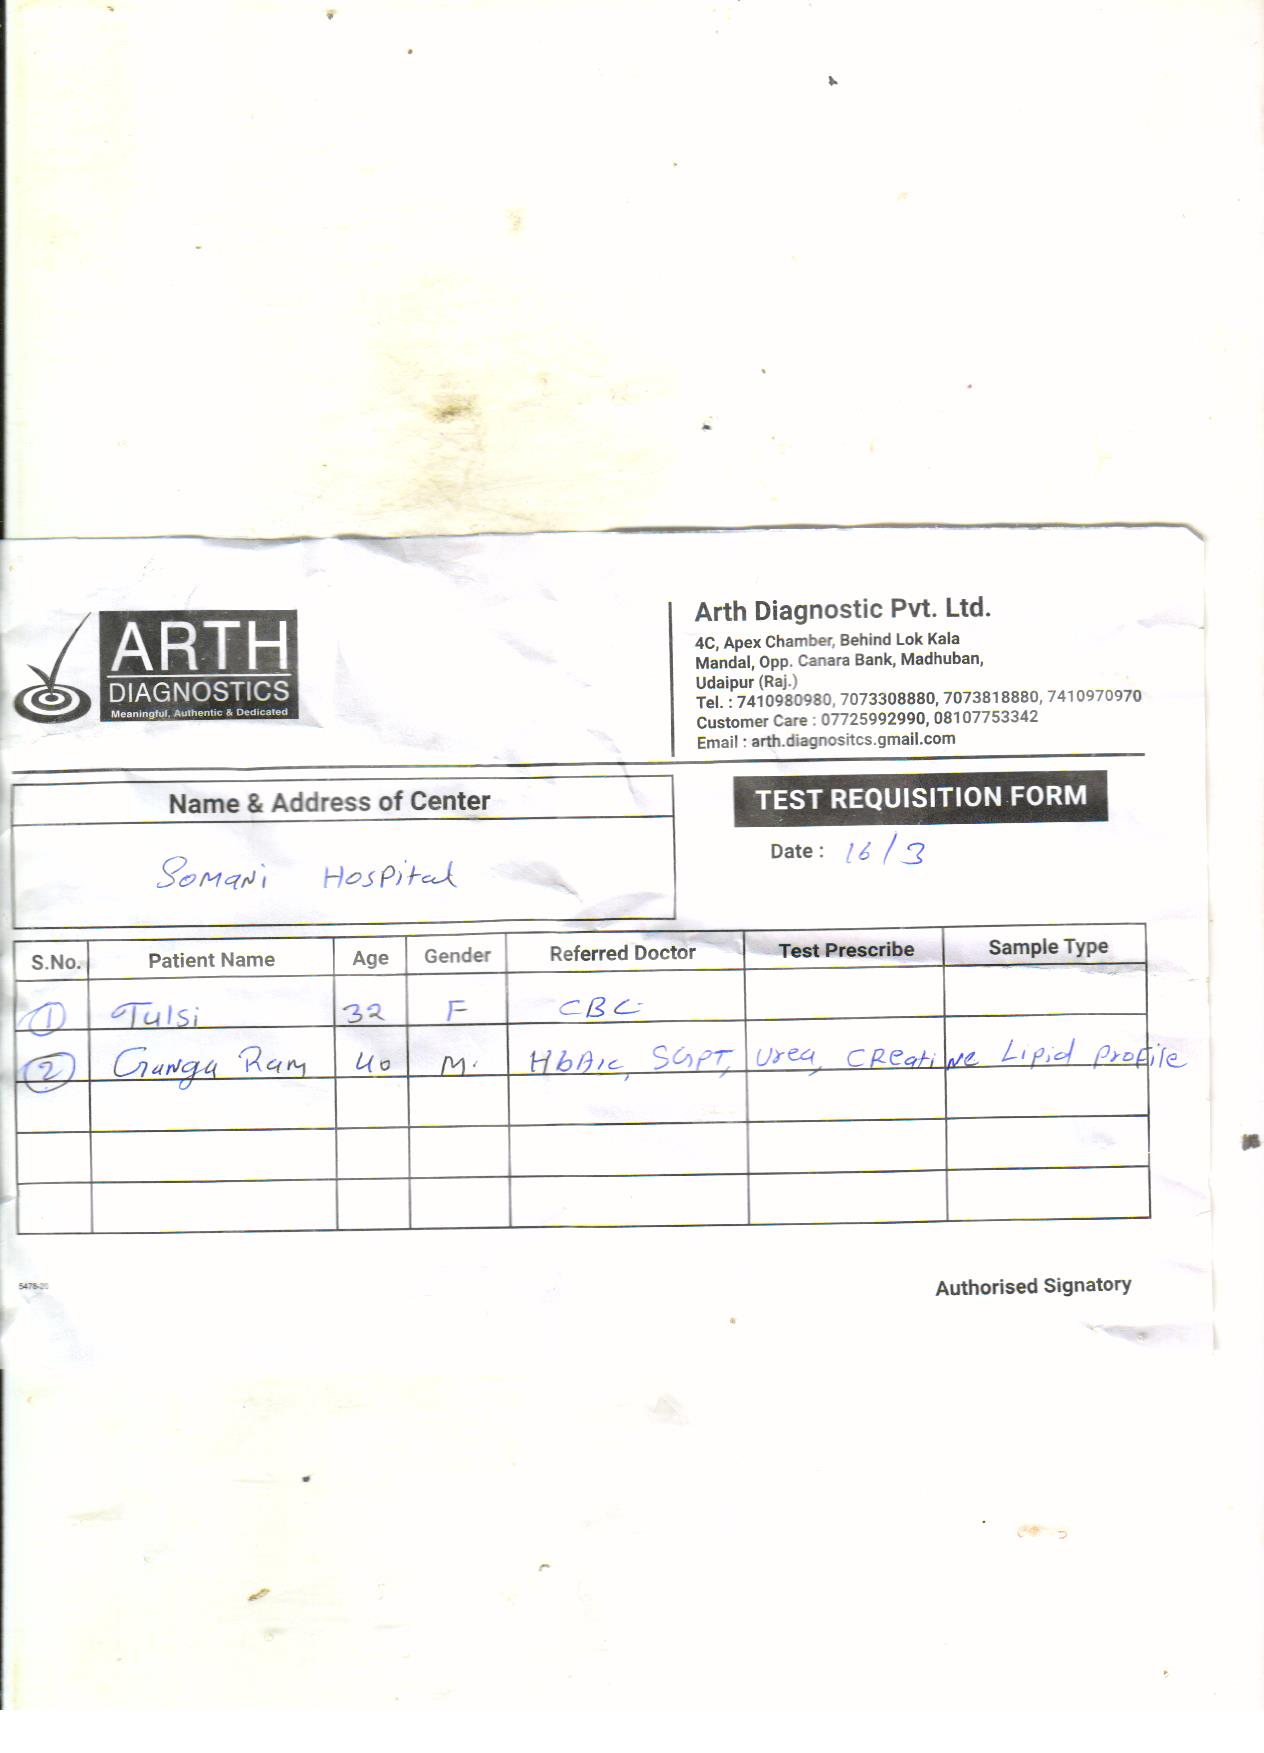 ARTH
DIAGNOSTICS
Meaningful, Authentic & Dedicated
Arth Diagnostic Pvt. Ltd.
4C, Apex Chamber, Behind Lok Kala
Mandal, Opp. Canara Bank, Madhuban,
Udaipur (Raj.)
Tel. : 7410980980, 7073308880, 7073818880, 7410970970
Customer Care : 07725992990, 08107753342
Email : arth.diagnositcs.gmail.com
Name & Address of Center
Somani Hospital
TEST REQUISITION FORM
Date : 16/3
S.No. Patient Name Age Gender Referred Doctor Test Prescribe Sample Type
1 Tulsi 32 F CBC
2 Ganga Ram 40 M. HbA1c, SGPT, Urea, CREatine Lipid Profile
5478-20
Authorised Signatory